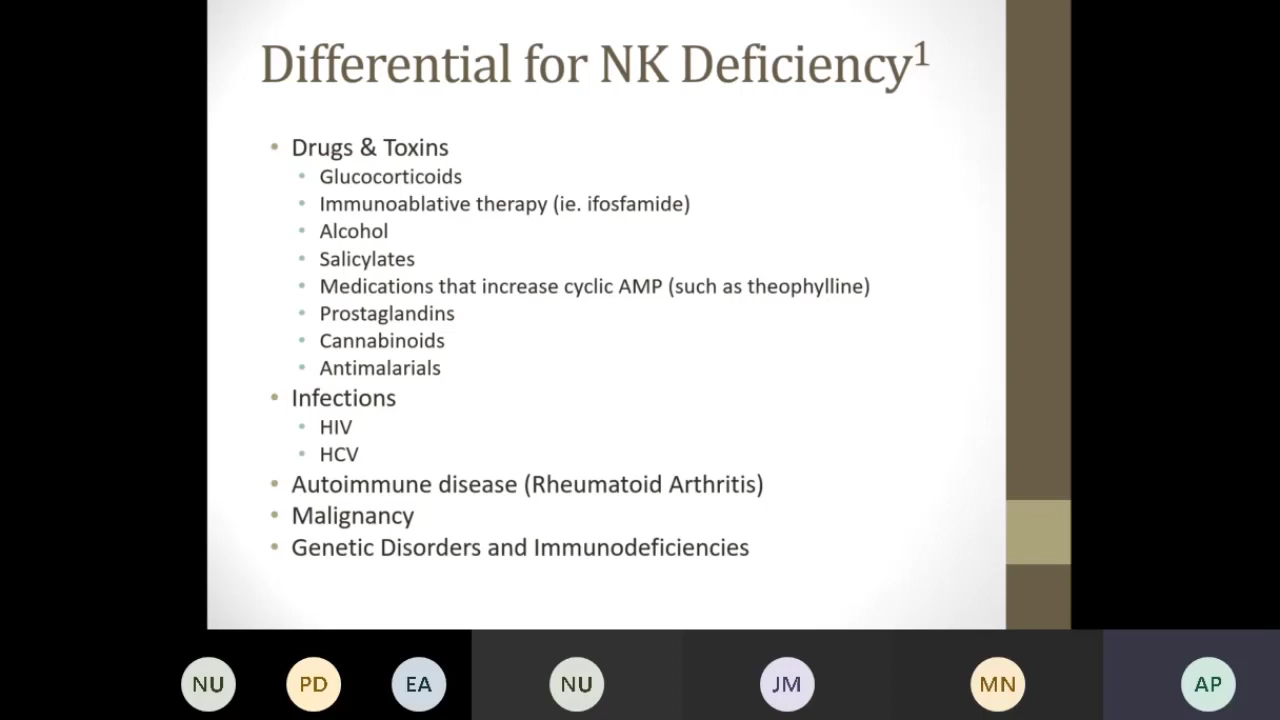 Differential for NK Deficiency¹
• Drugs & Toxins
• Glucocorticoids
• Immunoablative therapy (ie. ifosfamide)
• Alcohol
• Salicylates
• Medications that increase cyclic AMP (such as theophylline)
• Prostaglandins
• Cannabinoids
• Antimalarials
• Infections
• HIV
• HCV
• Autoimmune disease (Rheumatoid Arthritis)
• Malignancy
• Genetic Disorders and Immunodeficiencies
NU PD EA NU JM MN AP